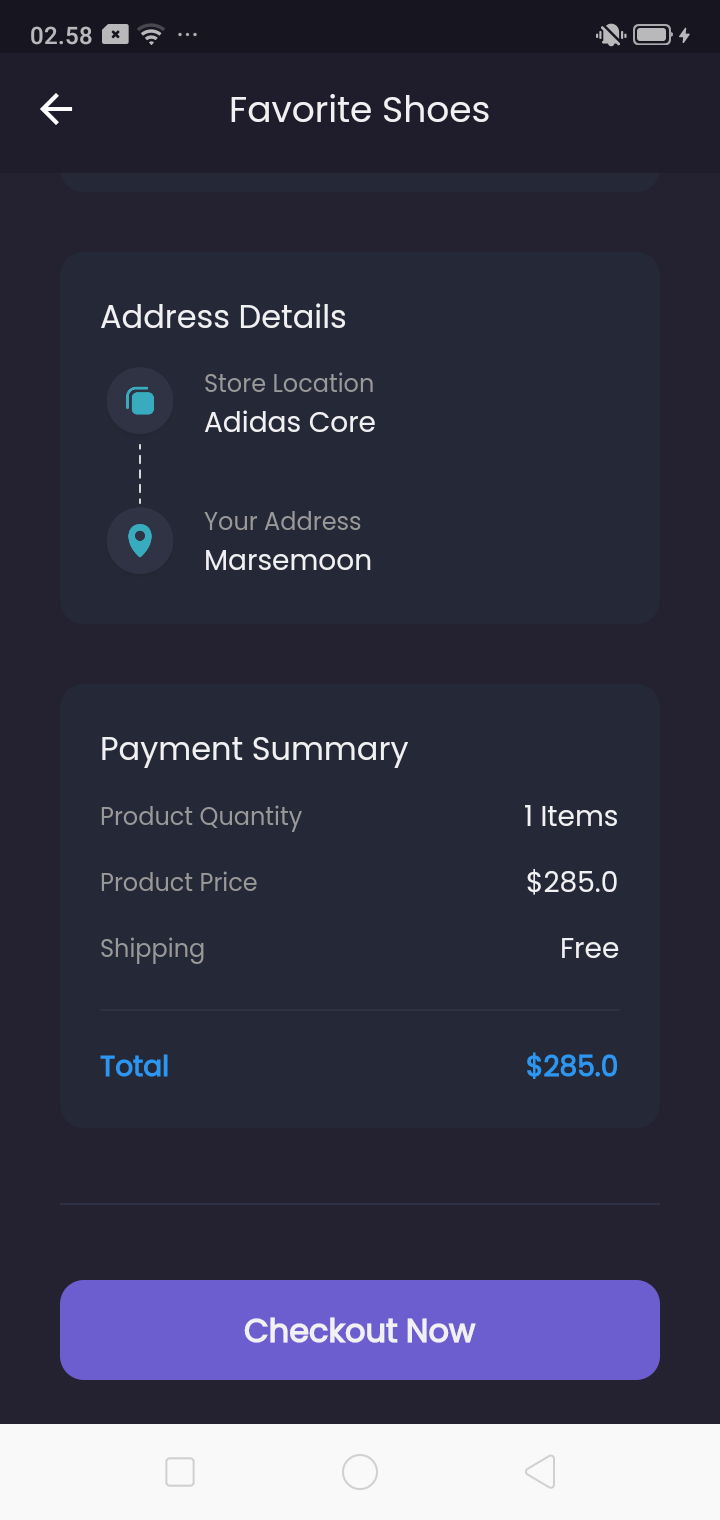 02.58
Favorite Shoes
Address Details
Store Location
Adidas Core
Your Address
Marsemoon
Payment Summary
Product Quantity 1 Items
Product Price $285.0
Shipping Free
Total $285.0
Checkout Now